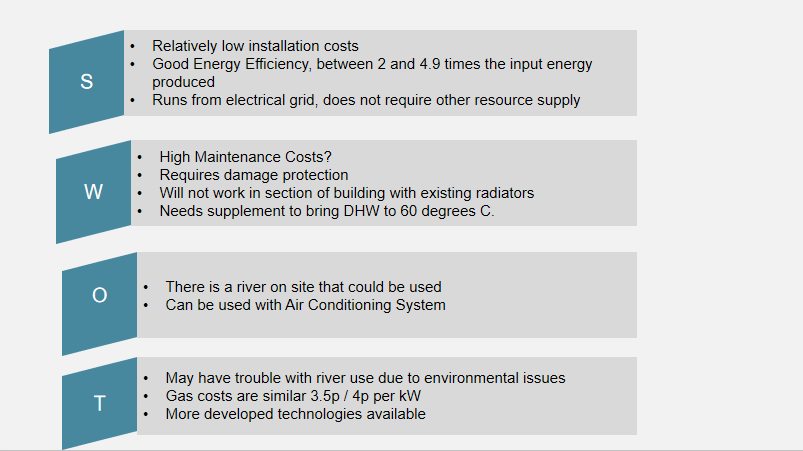 S
• Relatively low installation costs
• Good Energy Efficiency, between 2 and 4.9 times the input energy
produced
• Runs from electrical grid, does not require other resource supply
W
• High Maintenance Costs?
• Requires damage protection
• Will not work in section of building with existing radiators
• Needs supplement to bring DHW to 60 degrees C.
O
• There is a river on site that could be used
• Can be used with Air Conditioning System
T
• May have trouble with river use due to environmental issues
• Gas costs are similar 3.5p / 4p per kW
• More developed technologies available